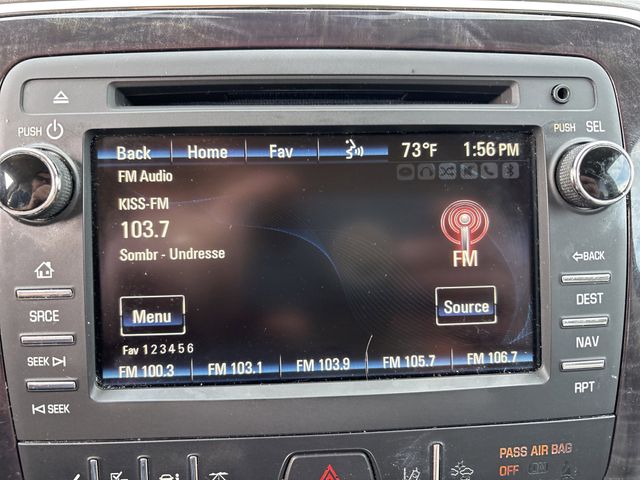 PUSH
PUSH SEL
Back Home Fav 73°F 1:56 PM
FM Audio
KISS-FM
103.7
Sombr - Undresse
FM
Menu Source
Fav 1 2 3 4 5 6
FM 100.3 FM 103.1 FM 103.9 FM 105.7 FM 106.7
SRCE
SEEK
SEEK
BACK
DEST
NAV
RPT
PASS AIR BAG
OFF ON